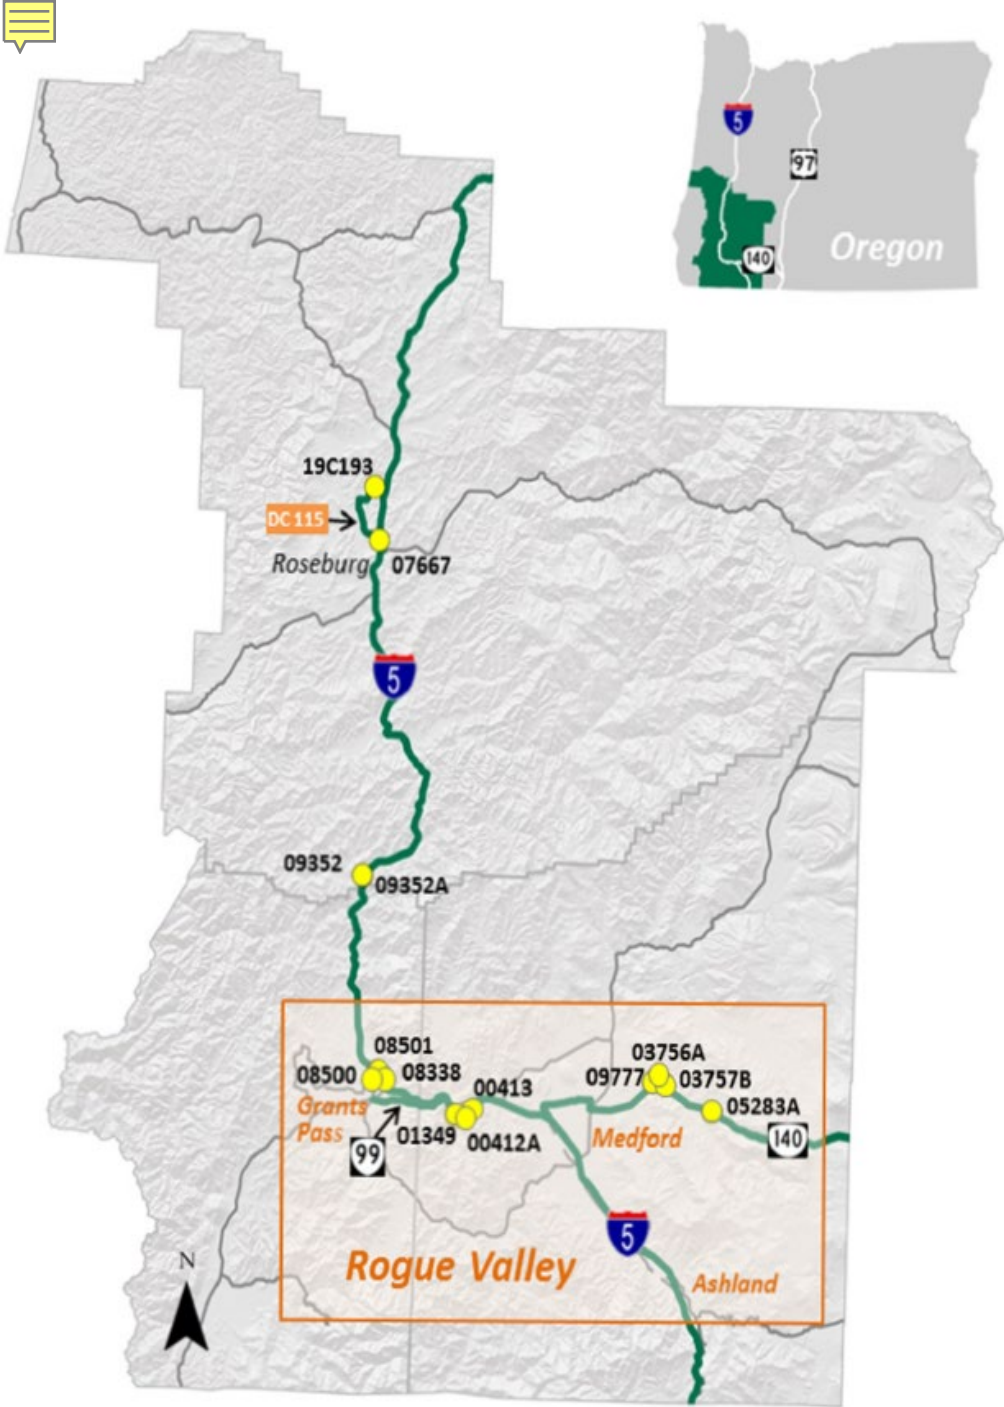 5
97
140
Oregon
19C193
DC 115
Roseburg
07667
5
09352
09352A
08501
08500
08338
00413
03756A
09777
03757B
05283A
Grants
Pass
99
01349
00412A
Medford
140
5
Rogue Valley
N
Ashland